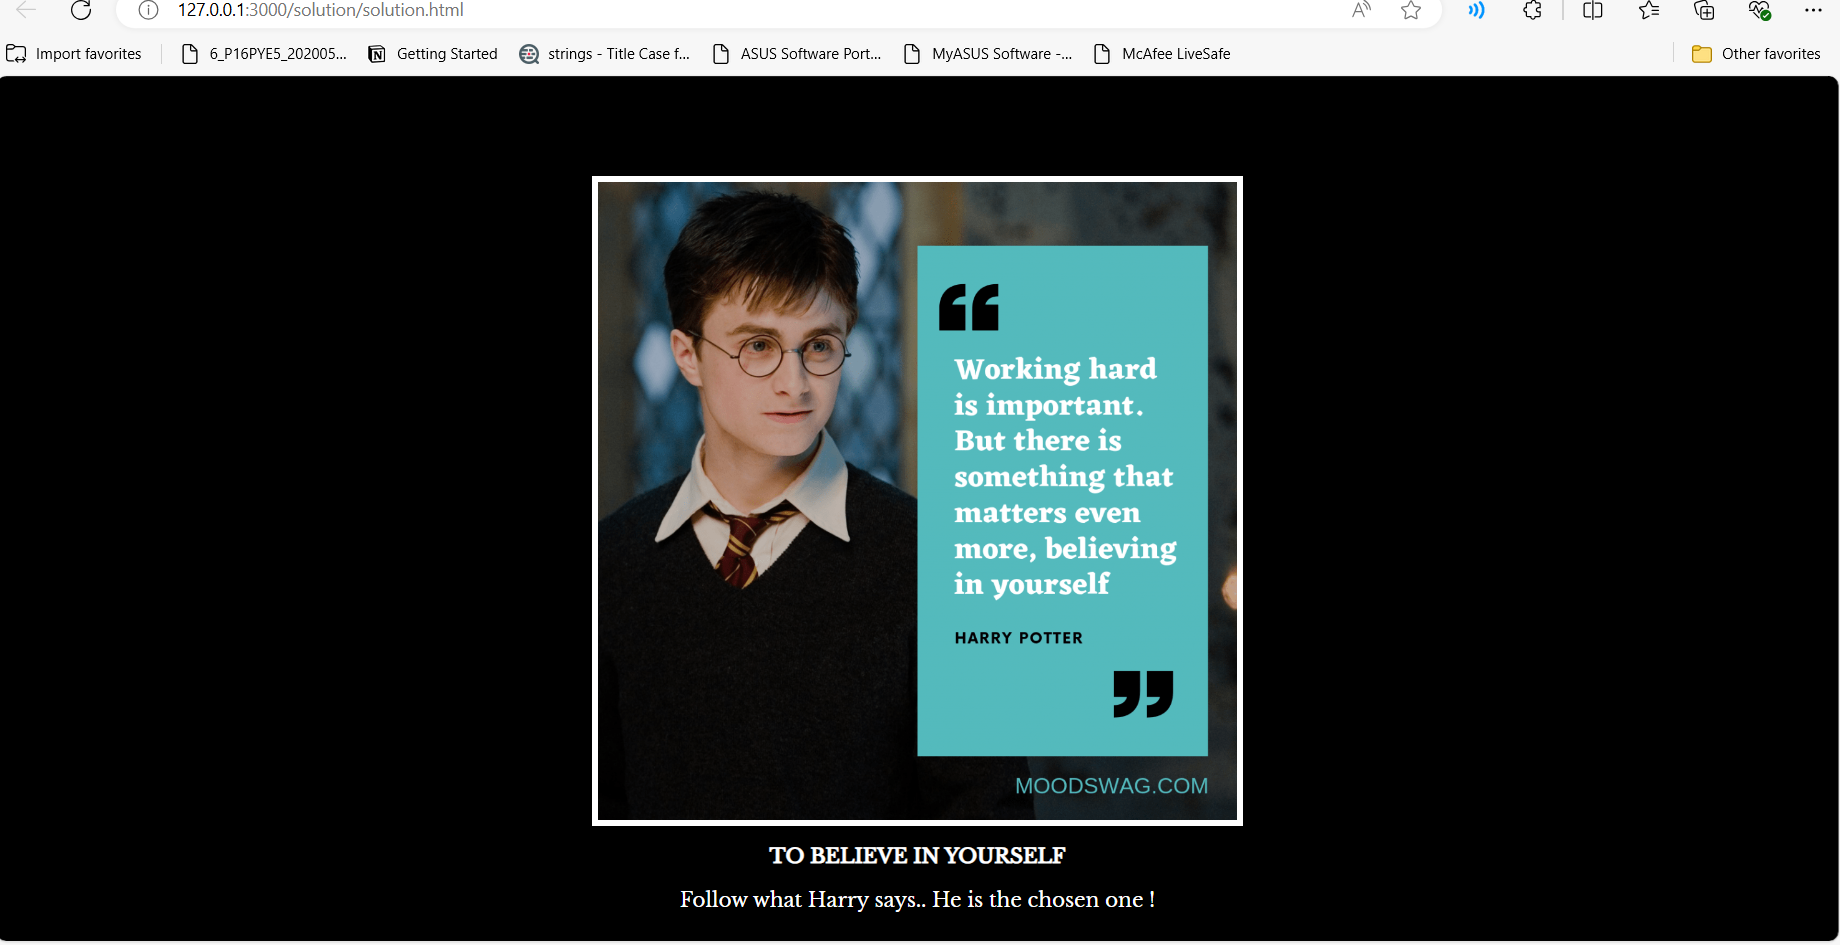 127.0.0.1:3000/solution/solution.html
Import favorites
6_P16PYE5_202005...
Getting Started
strings - Title Case f...
ASUS Software Port...
MyASUS Software -...
McAfee LiveSafe
Other favorites
Working hard
is important.
But there is
something that
matters even
more, believing
in yourself
HARRY POTTER
MOODSWAG.COM
TO BELIEVE IN YOURSELF
Follow what Harry says.. He is the chosen one !